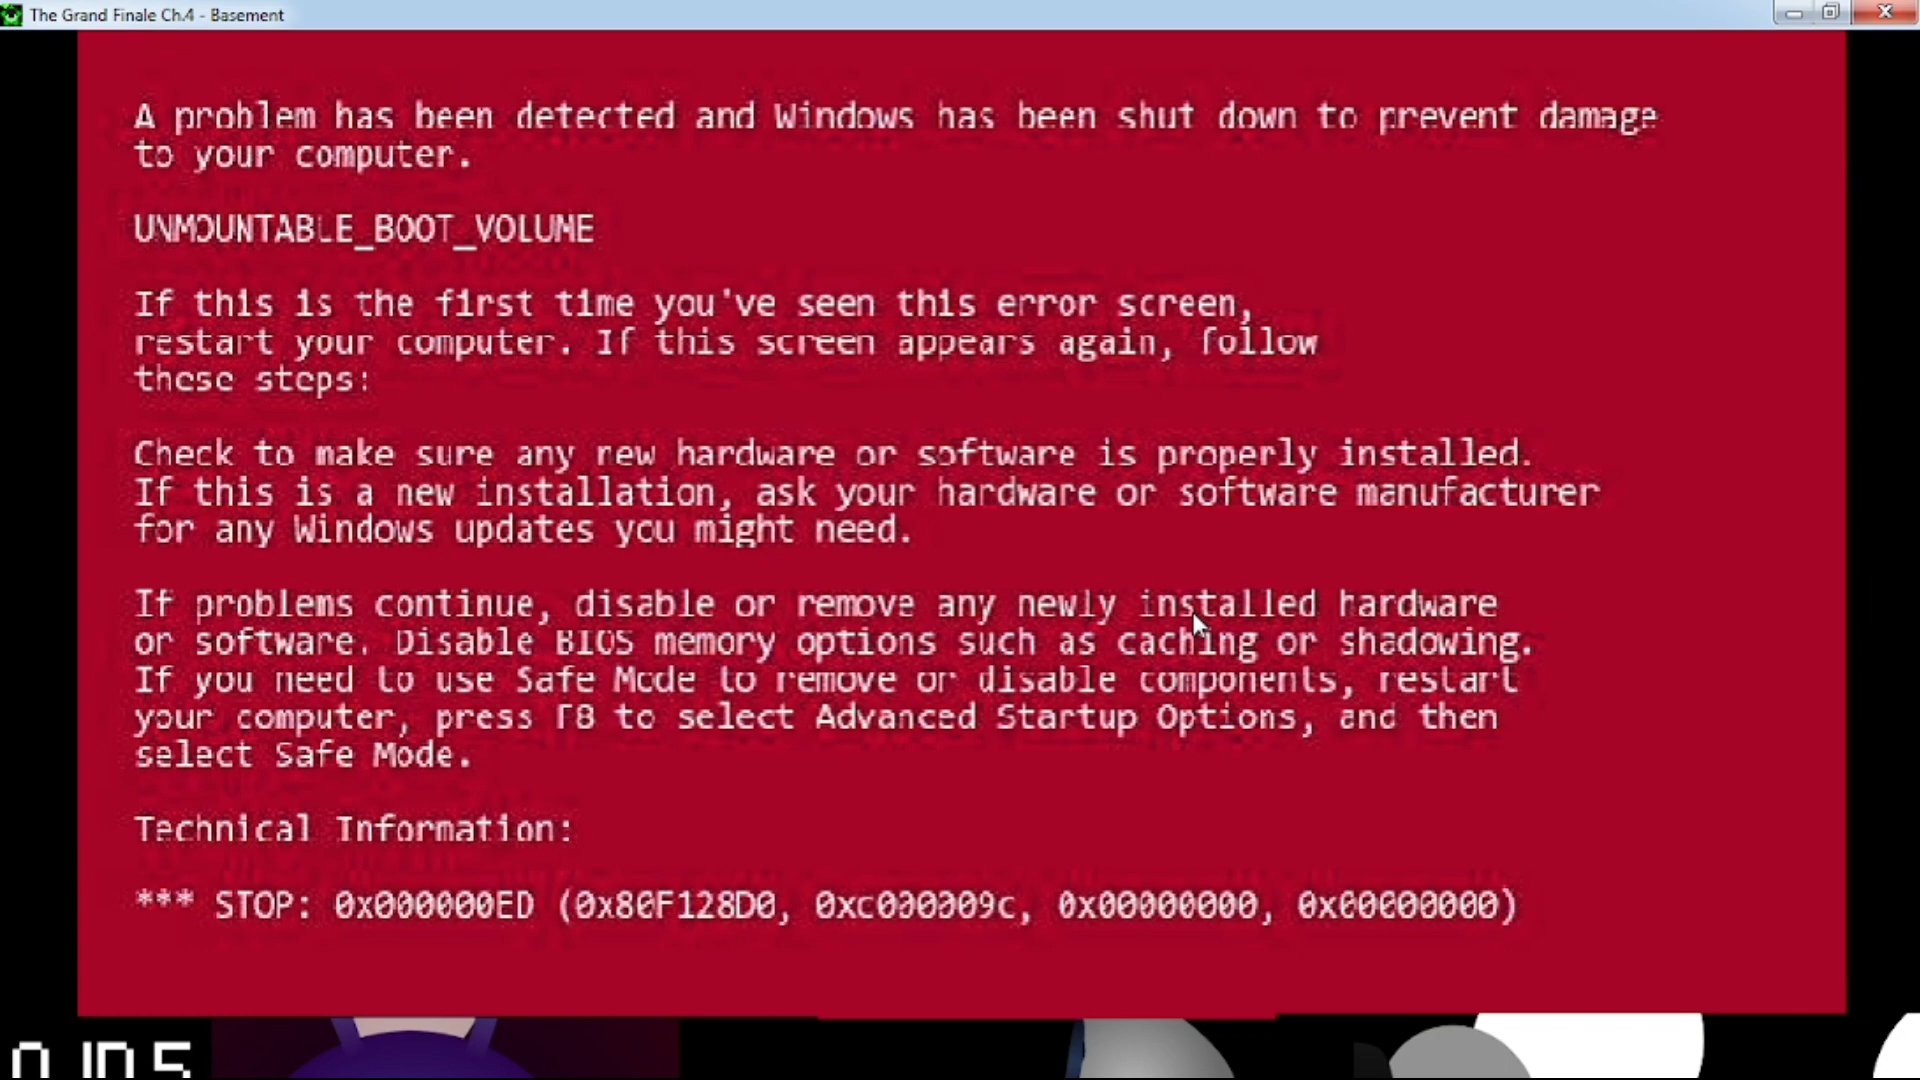 The Grand Finale Ch.4 - Basement
A problem has been detected and Windows has been shut down to prevent damage
to your computer.
UNMOUNTABLE_BOOT_VOLUME
If this is the first time you've seen this error screen,
restart your computer. If this screen appears again, follow
these steps:
Check to make sure any new hardware or software is properly installed.
If this is a new installation, ask your hardware or software manufacturer
for any Windows updates you might need.
If problems continue, disable or remove any newly installed hardware
or software. Disable BIOS memory options such as caching or shadowing.
If you need to use Safe Mode to remove or disable components, restart
your computer, press F8 to select Advanced Startup Options, and then
select Safe Mode.
Technical Information:
*** STOP: 0x000000ED (0x80F128D0, 0xc000009c, 0x00000000, 0x00000000)